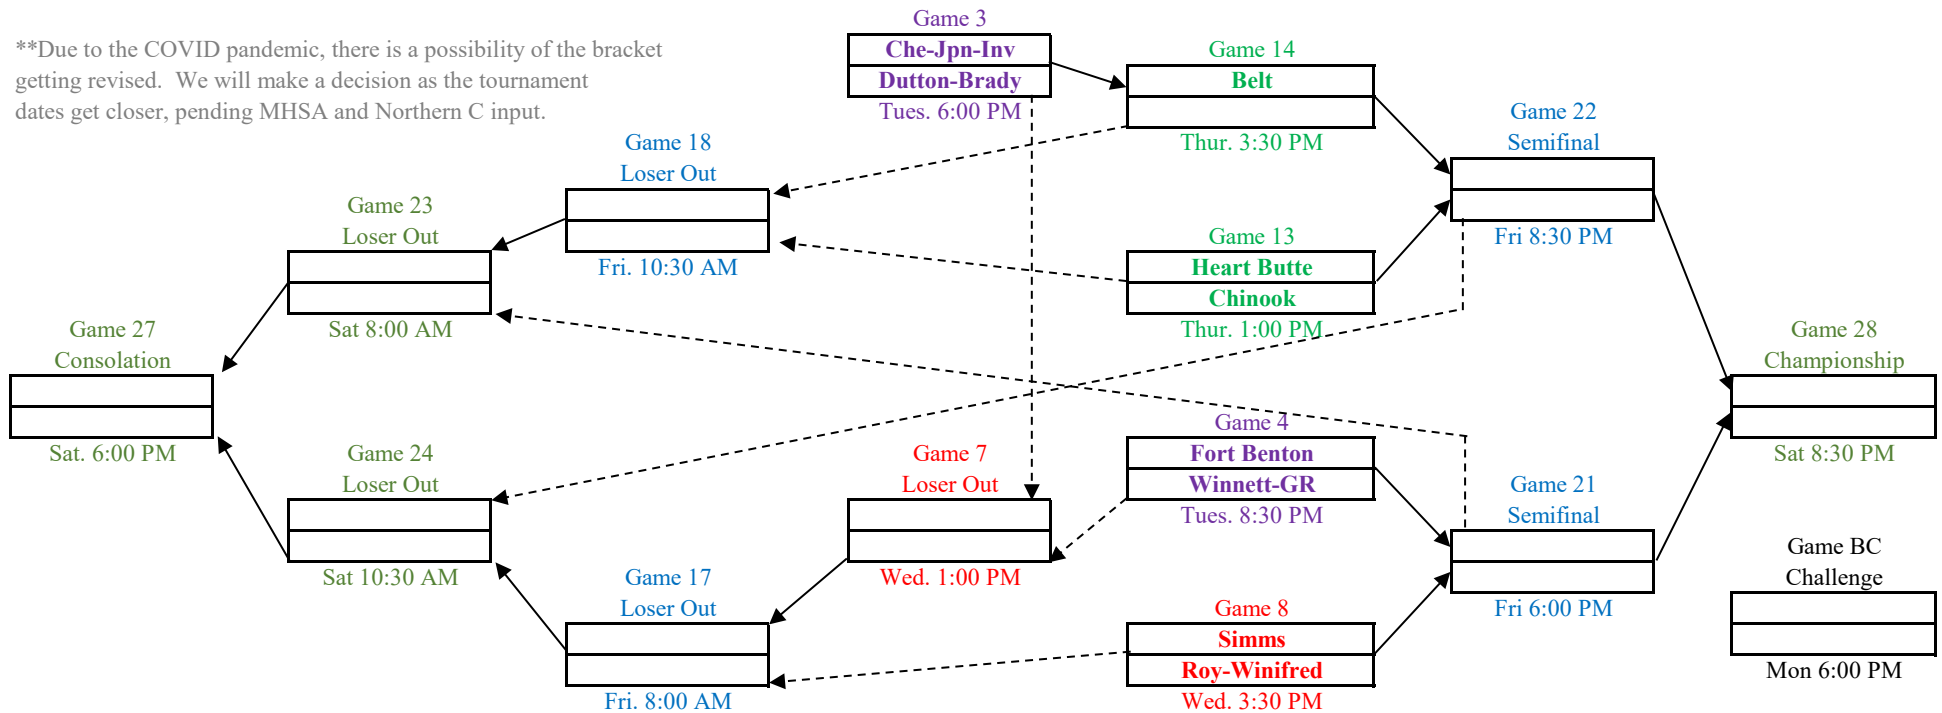 **Due to the COVID pandemic, there is a possibility of the bracket
getting revised.  We will make a decision as the tournament
dates get closer, pending MHSA and Northern C input.
Game 3
Che-Jpn-Inv
Dutton-Brady
Tues. 6:00 PM
Game 14
Belt
Thur. 3:30 PM
Game 22
Semifinal
Fri 8:30 PM
Game 18
Loser Out
Fri. 10:30 AM
Game 23
Loser Out
Sat 8:00 AM
Game 13
Heart Butte
Chinook
Thur. 1:00 PM
Game 27
Consolation
Sat. 6:00 PM
Game 28
Championship
Sat 8:30 PM
Game 24
Loser Out
Sat 10:30 AM
Game 7
Loser Out
Wed. 1:00 PM
Game 4
Fort Benton
Winnett-GR
Tues. 8:30 PM
Game 21
Semifinal
Fri 6:00 PM
Game BC
Challenge
Mon 6:00 PM
Game 17
Loser Out
Fri. 8:00 AM
Game 8
Simms
Roy-Winifred
Wed. 3:30 PM